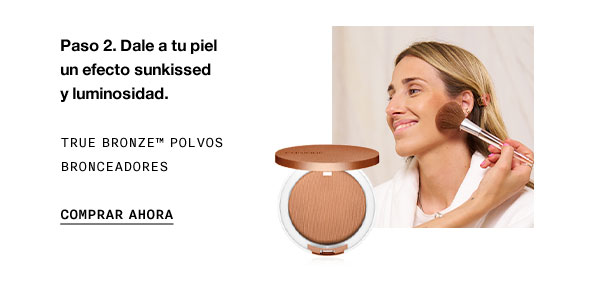 Paso 2. Dale a tu piel
un efecto sunkissed
y luminosidad.
TRUE BRONZE™ POLVOS
BRONCEADORES
COMPRAR AHORA